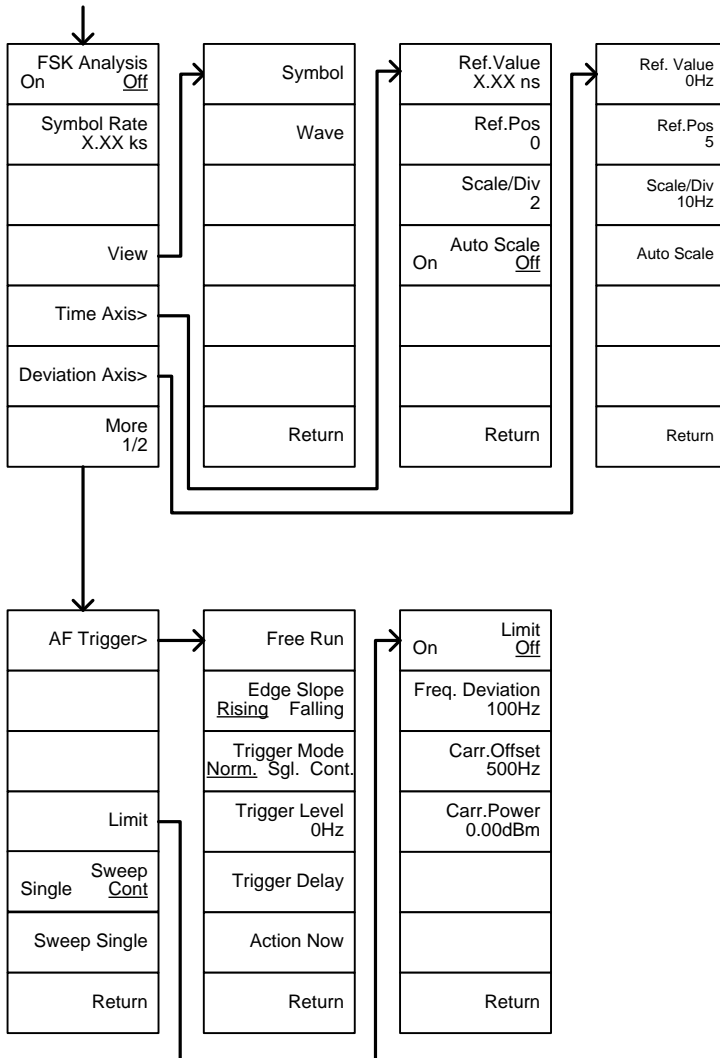 FSK Analysis
On Off
Symbol Rate
X.XX ks
View
Time Axis>
Deviation Axis>
More
1/2
Symbol
Wave
Return
Ref.Value
X.XX ns
Ref.Pos
0
Scale/Div
2
Auto Scale
On Off
Return
Ref. Value
0Hz
Ref.Pos
5
Scale/Div
10Hz
Auto Scale
Return
AF Trigger>
Limit
Sweep
Single Cont
Sweep Single
Return
Free Run
Edge Slope
Rising Falling
Trigger Mode
Norm. Sgl. Cont.
Trigger Level
0Hz
Trigger Delay
Action Now
Return
Limit
On Off
Freq. Deviation
100Hz
Carr.Offset
500Hz
Carr.Power
0.00dBm
Return